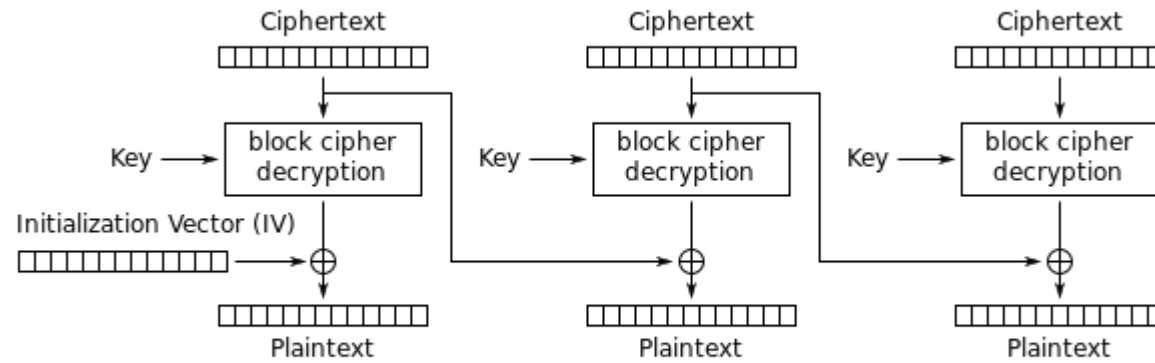 Ciphertext
Ciphertext
Ciphertext
Key
block cipher
decryption
Key
block cipher
decryption
Key
block cipher
decryption
Initialization Vector (IV)
Plaintext
Plaintext
Plaintext